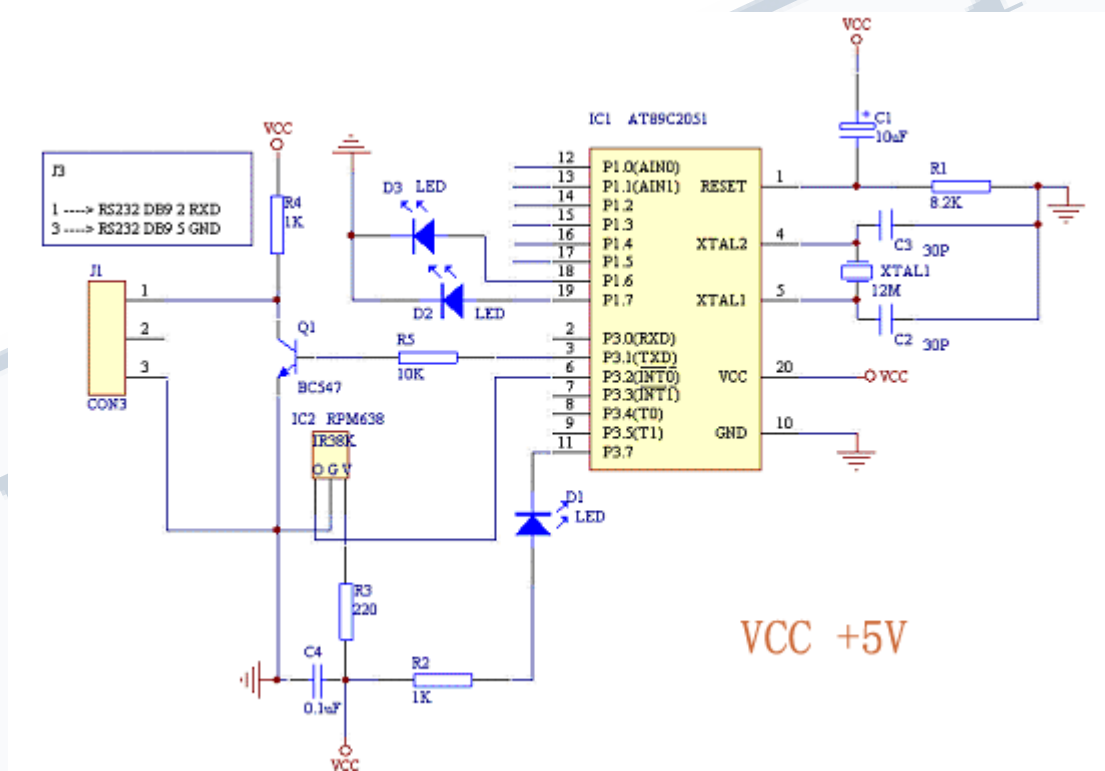 VCC
IC1 AT89C2051
C1
10uF
J3
1 ----> RS232 DB9 2 RXD
3 ----> RS232 DB9 5 GND
VCC
R4
1K
D3 LED
D2 LED
J1
1
2
3
CON3
Q1
BC547
R5
10K
IC2 RPM638
IR38K
O G V
12 P1.0(AIN0)
13 P1.1(AIN1)
14 P1.2
15 P1.3
16 P1.4
17 P1.5
18 P1.6
19 P1.7
2 P3.0(RXD)
3 P3.1(TXD)
6 P3.2(INT0)
7 P3.3(INT1)
8 P3.4(T0)
9 P3.5(T1)
11 P3.7
RESET 1
XTAL2 4
XTAL1 5
VCC 20
GND 10
R1
8.2K
C3 30P
XTAL1
12M
C2 30P
VCC
D1
LED
R3
220
C4
0.1uF
R2
1K
VCC
VCC +5V